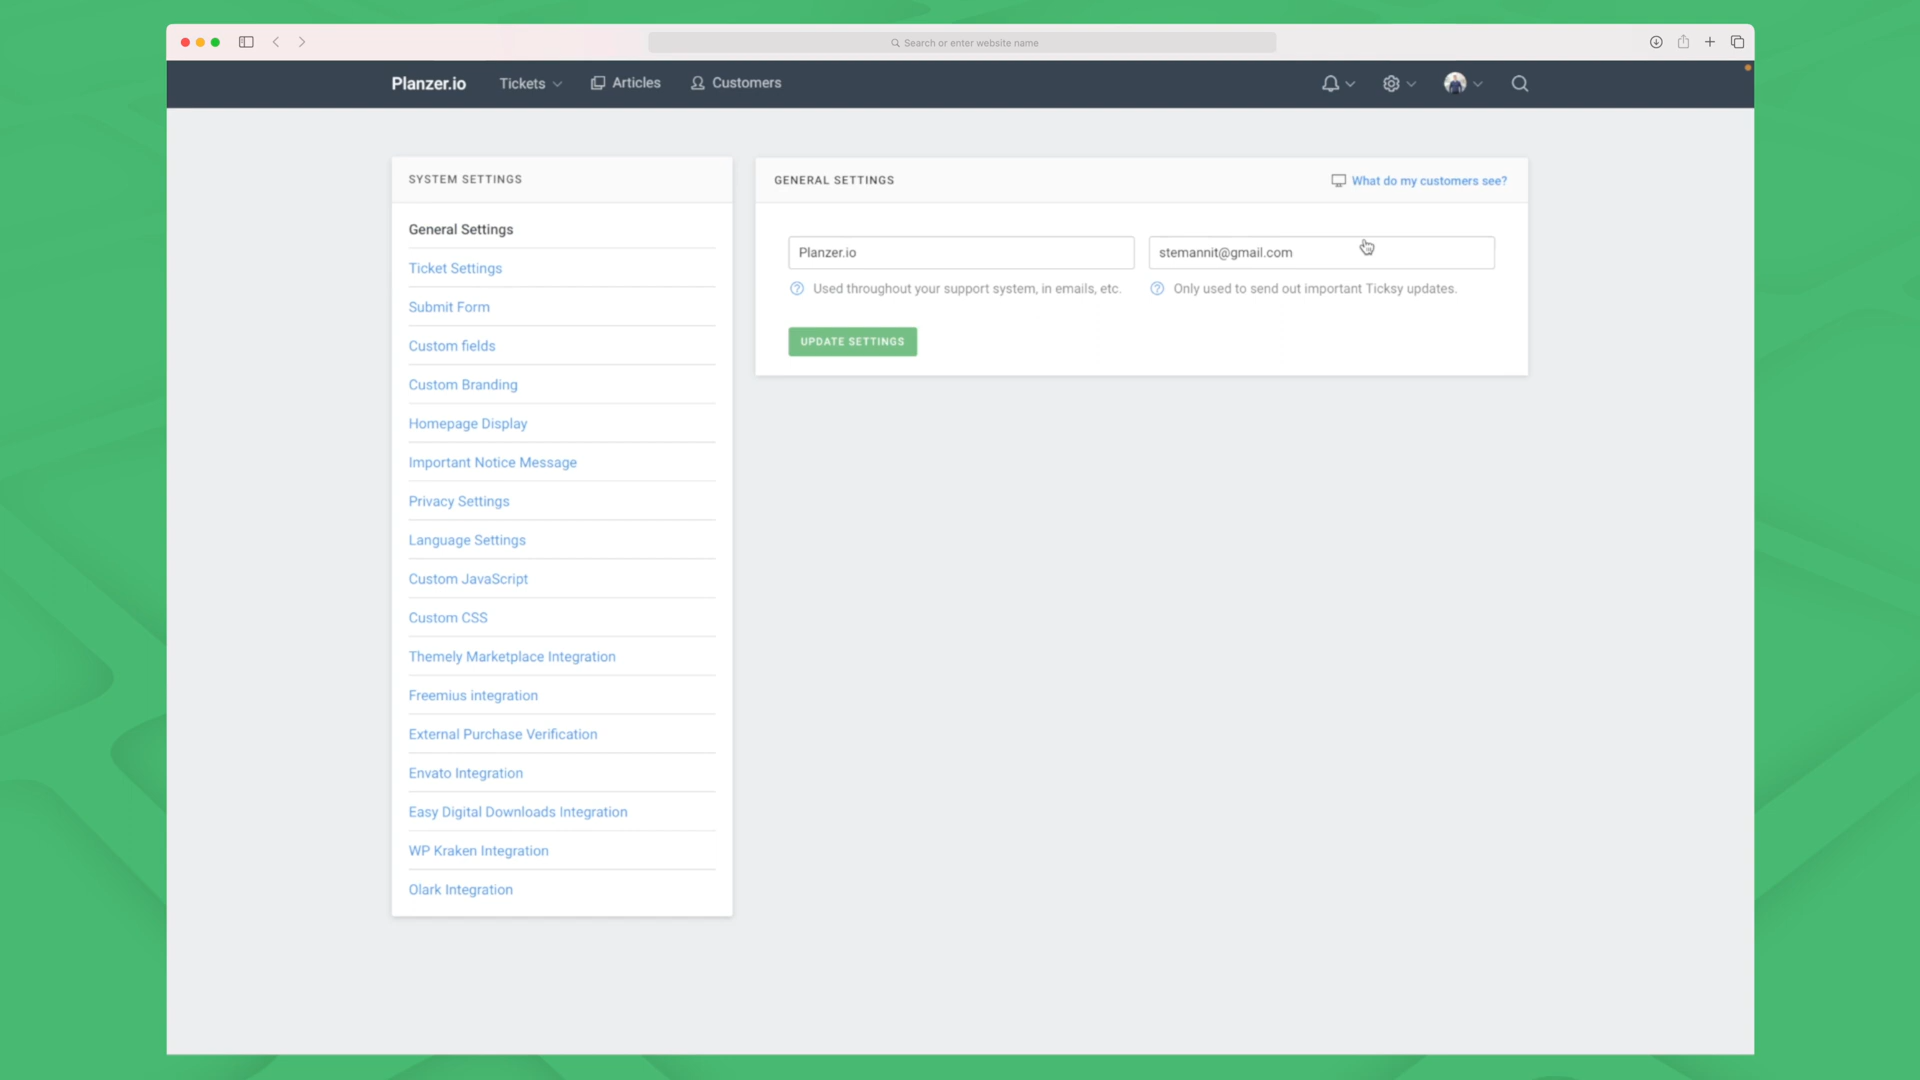 Search or enter website name
Planzer.io Tickets Articles Customers
SYSTEM SETTINGS
General Settings
Ticket Settings
Submit Form
Custom fields
Custom Branding
Homepage Display
Important Notice Message
Privacy Settings
Language Settings
Custom JavaScript
Custom CSS
Themely Marketplace Integration
Freemius integration
External Purchase Verification
Envato Integration
Easy Digital Downloads Integration
WP Kraken Integration
Olark Integration
GENERAL SETTINGS What do my customers see?
Planzer.io stemannit@gmail.com
Used throughout your support system, in emails, etc. Only used to send out important Ticksy updates.
UPDATE SETTINGS